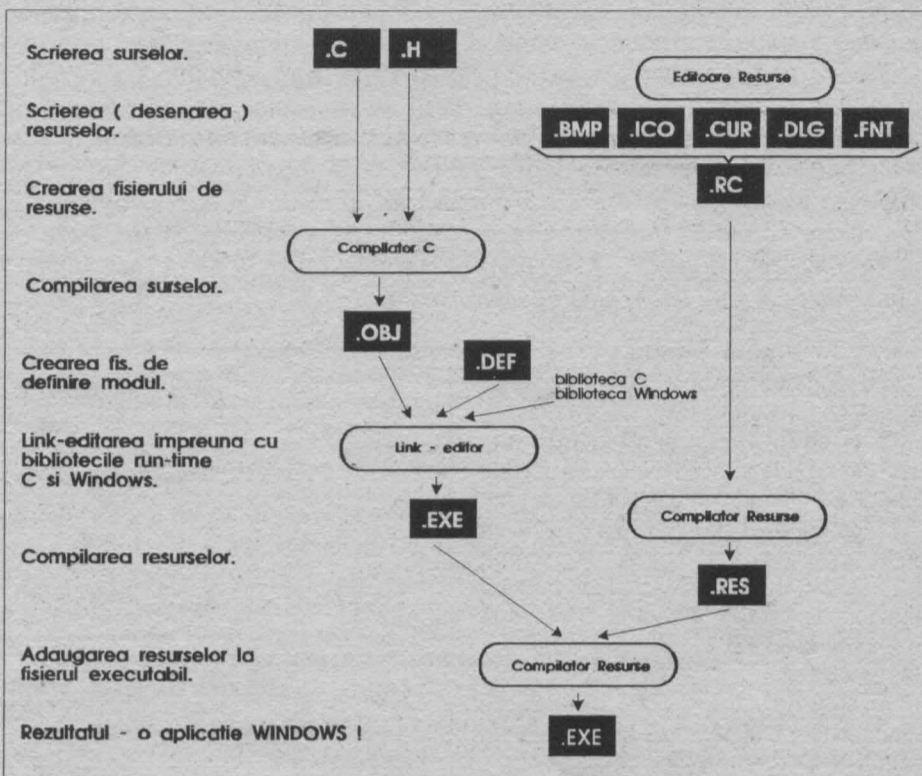 Scrierea surselor.
.C .H
Editoare Resurse
Scrierea ( desenarea )
resurselor.
.BMP .ICO .CUR .DLG .FNT
Crearea fisierului de
resurse.
.RC
Compilator C
Compilarea surselor.
.OBJ
Crearea fis. de
definire modul.
.DEF
biblioteca C
biblioteca Windows
Link-editarea impreuna cu
bibliotecile run-time
C si Windows.
Link - editor
.EXE
Compilator Resurse
Compilarea resurselor.
.RES
Adaugarea resurselor la
fisierul executabil.
Compilator Resurse
Rezultatul - o aplicatie WINDOWS !
.EXE